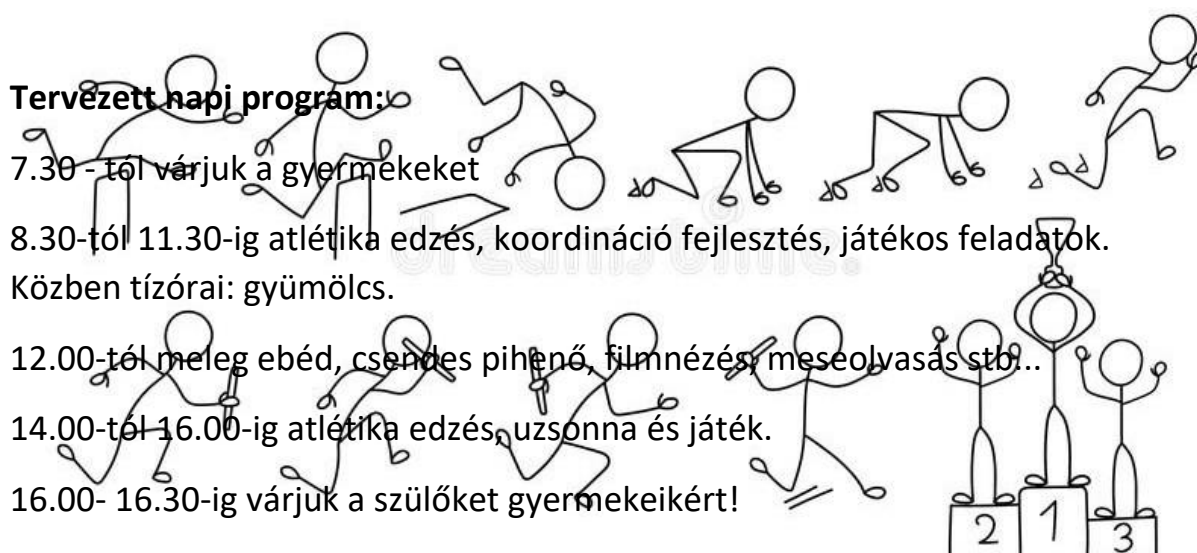 Tervezett napi program:
7.30 - tól várjuk a gyermekeket
8.30-tól 11.30-ig atlétika edzés, koordináció fejlesztés, játékos feladatok.
Közben tízórai: gyümölcs.
12.00-tól meleg ebéd, csendes pihenő, filmnézés, meseolvasás stb...
14.00-tól 16.00-ig atlétika edzés, uzsonna és játék.
16.00- 16.30-ig várjuk a szülőket gyermekeikért!
dreamstime.
2 1 3